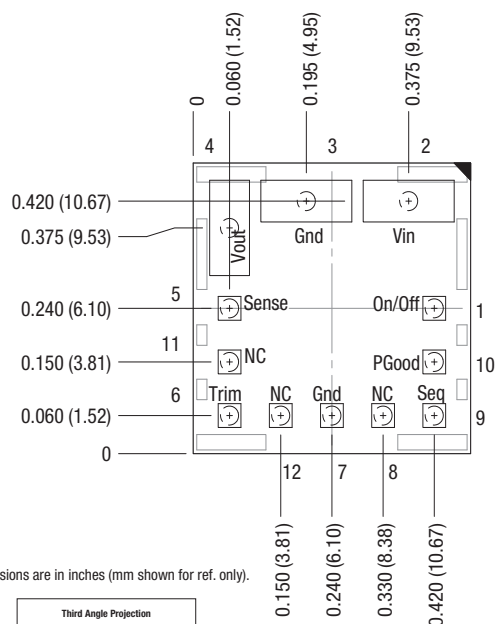 0
0.060 (1.52)
0.195 (4.95)
0.375 (9.53)
4
3
2
0.420 (10.67)
0.375 (9.53)
Vout
Gnd
Vin
5
0.240 (6.10)
Sense
On/Off
1
11
0.150 (3.81)
NC
PGood
10
6
0.060 (1.52)
Trim
NC
Gnd
NC
Seq
9
0
12
7
8
0.150 (3.81)
0.240 (6.10)
0.330 (8.38)
0.420 (10.67)
sions are in inches (mm shown for ref. only).
Third Angle Projection